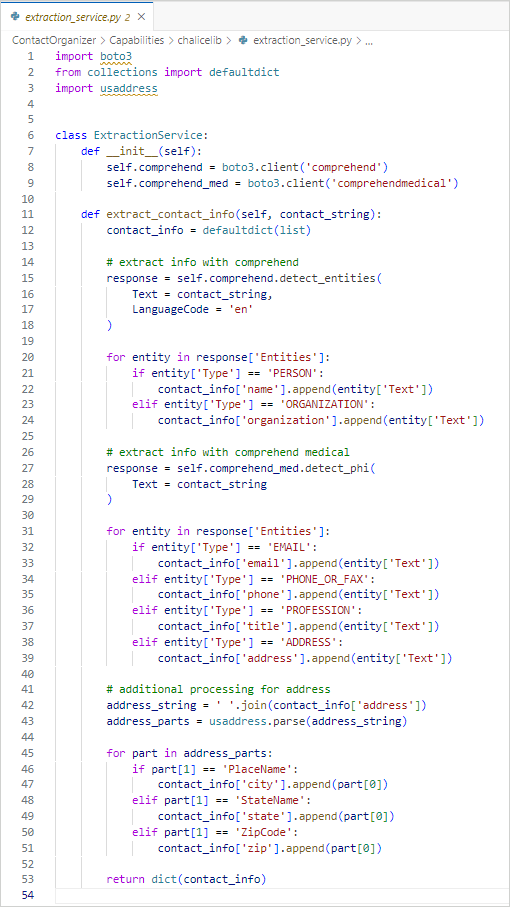 extraction_service.py 2 ×
ContactOrganizer > Capabilities > chalicelib > extraction_service.py > ...
1 import boto3
2 from collections import defaultdict
3 import usaddress
4
5
6 class ExtractionService:
7     def __init__(self):
8         self.comprehend = boto3.client('comprehend')
9         self.comprehend_med = boto3.client('comprehendmedical')
10
11     def extract_contact_info(self, contact_string):
12         contact_info = defaultdict(list)
13
14         # extract info with comprehend
15         response = self.comprehend.detect_entities(
16             Text = contact_string,
17             LanguageCode = 'en'
18         )
19
20         for entity in response['Entities']:
21             if entity['Type'] == 'PERSON':
22                 contact_info['name'].append(entity['Text'])
23             elif entity['Type'] == 'ORGANIZATION':
24                 contact_info['organization'].append(entity['Text'])
25
26         # extract info with comprehend medical
27         response = self.comprehend_med.detect_phi(
28             Text = contact_string
29         )
30
31         for entity in response['Entities']:
32             if entity['Type'] == 'EMAIL':
33                 contact_info['email'].append(entity['Text'])
34             elif entity['Type'] == 'PHONE_OR_FAX':
35                 contact_info['phone'].append(entity['Text'])
36             elif entity['Type'] == 'PROFESSION':
37                 contact_info['title'].append(entity['Text'])
38             elif entity['Type'] == 'ADDRESS':
39                 contact_info['address'].append(entity['Text'])
40
41         # additional processing for address
42         address_string = ' '.join(contact_info['address'])
43         address_parts = usaddress.parse(address_string)
44
45         for part in address_parts:
46             if part[1] == 'PlaceName':
47                 contact_info['city'].append(part[0])
48             elif part[1] == 'StateName':
49                 contact_info['state'].append(part[0])
50             elif part[1] == 'ZipCode':
51                 contact_info['zip'].append(part[0])
52
53         return dict(contact_info)
54